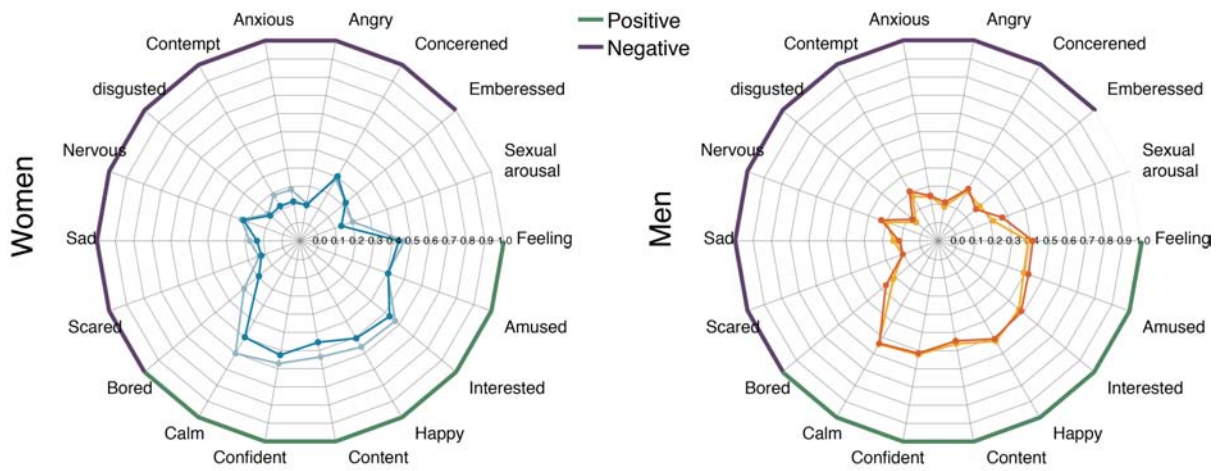 Positive
Negative
Women
Anxious
Angry
Contempt
Concerened
disgusted
Emberessed
Nervous
Sexual
arousal
Sad
0.0 0.1 0.2 0.3 0.4 0.5 0.6 0.7 0.8 0.9 1.0
Feeling
Scared
Amused
Bored
Interested
Calm
Happy
Confident
Content
Men
Anxious
Angry
Contempt
Concerened
disgusted
Emberessed
Nervous
Sexual
arousal
Sad
0.0 0.1 0.2 0.3 0.4 0.5 0.6 0.7 0.8 0.9 1.0
Feeling
Scared
Amused
Bored
Interested
Calm
Happy
Confident
Content